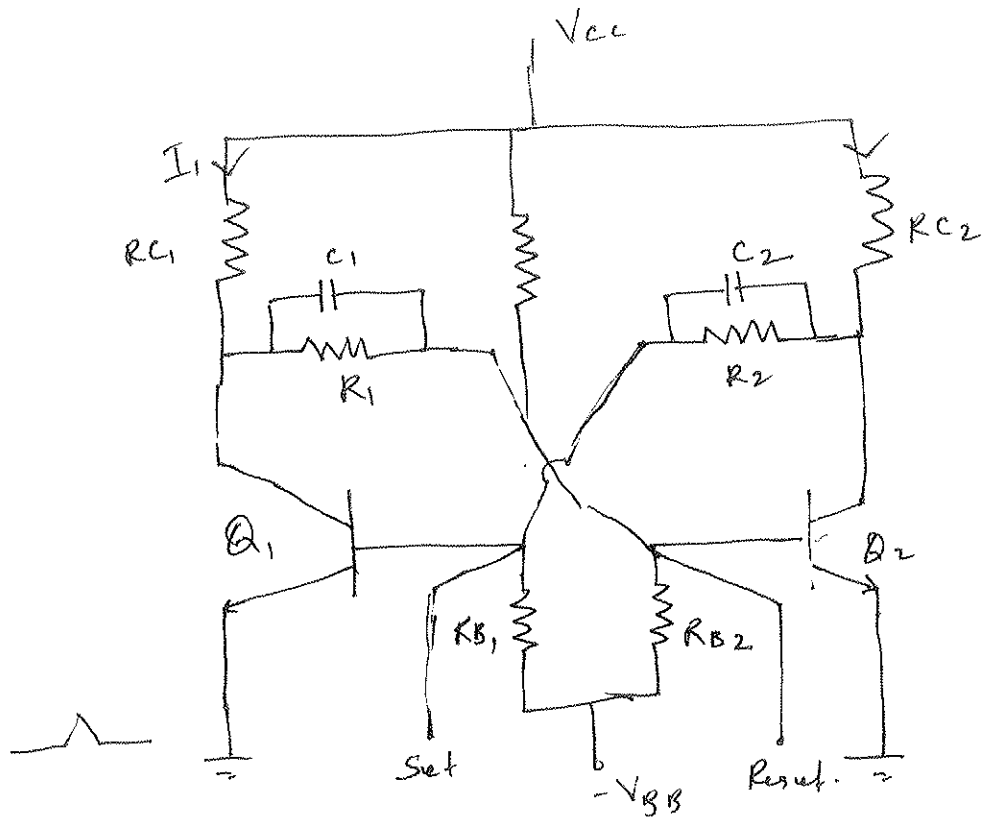 Vcc
I1
RC1
C1
C2
RC2
R1
R2
Q1
Q2
RB1
RB2
Set
-VBB
Reset.